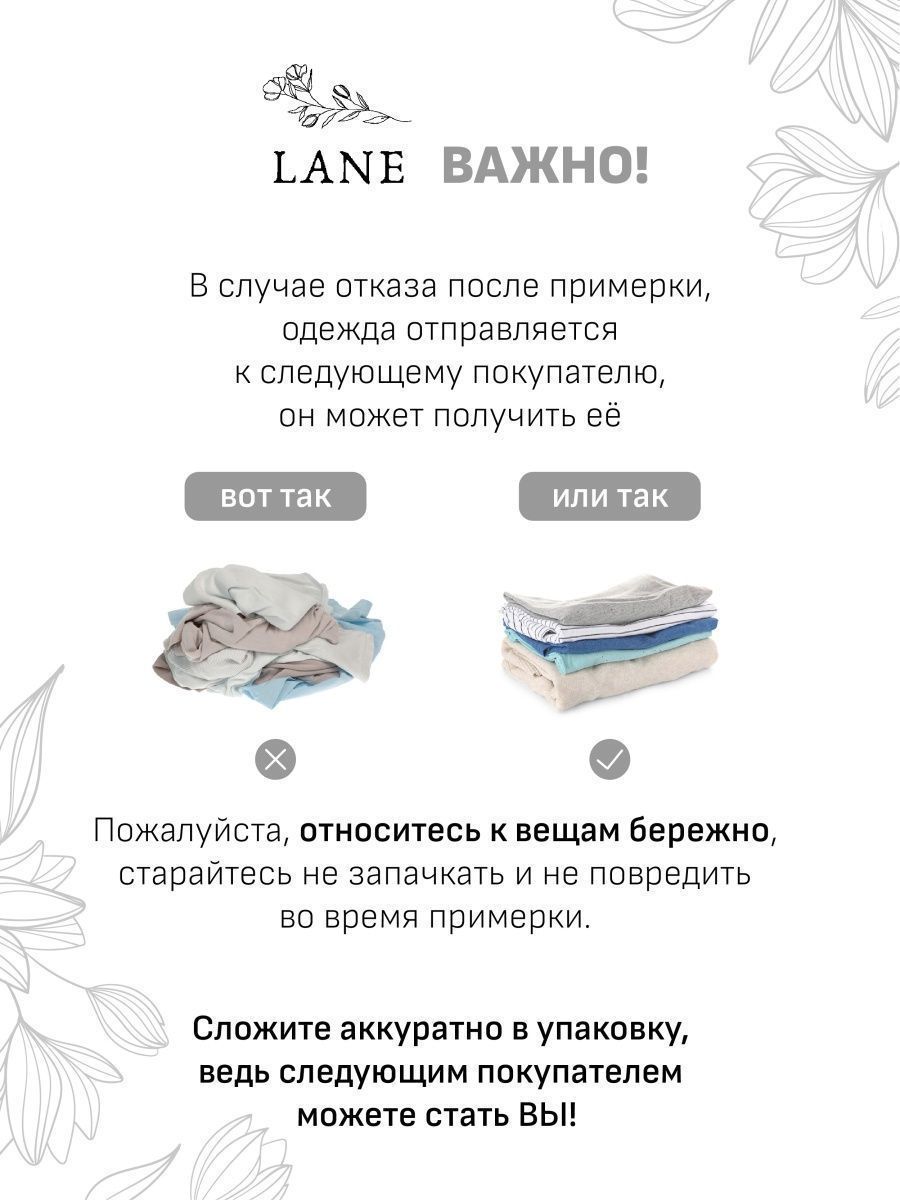 LANE ВАЖНО!
В случае отказа после примерки,
одежда отправляется
к следующему покупателю,
он может получить её
вот так
или так
Пожалуйста, относитесь к вещам бережно,
старайтесь не запачкать и не повредить
во время примерки.
Сложите аккуратно в упаковку,
ведь следующим покупателем
можете стать ВЫ!